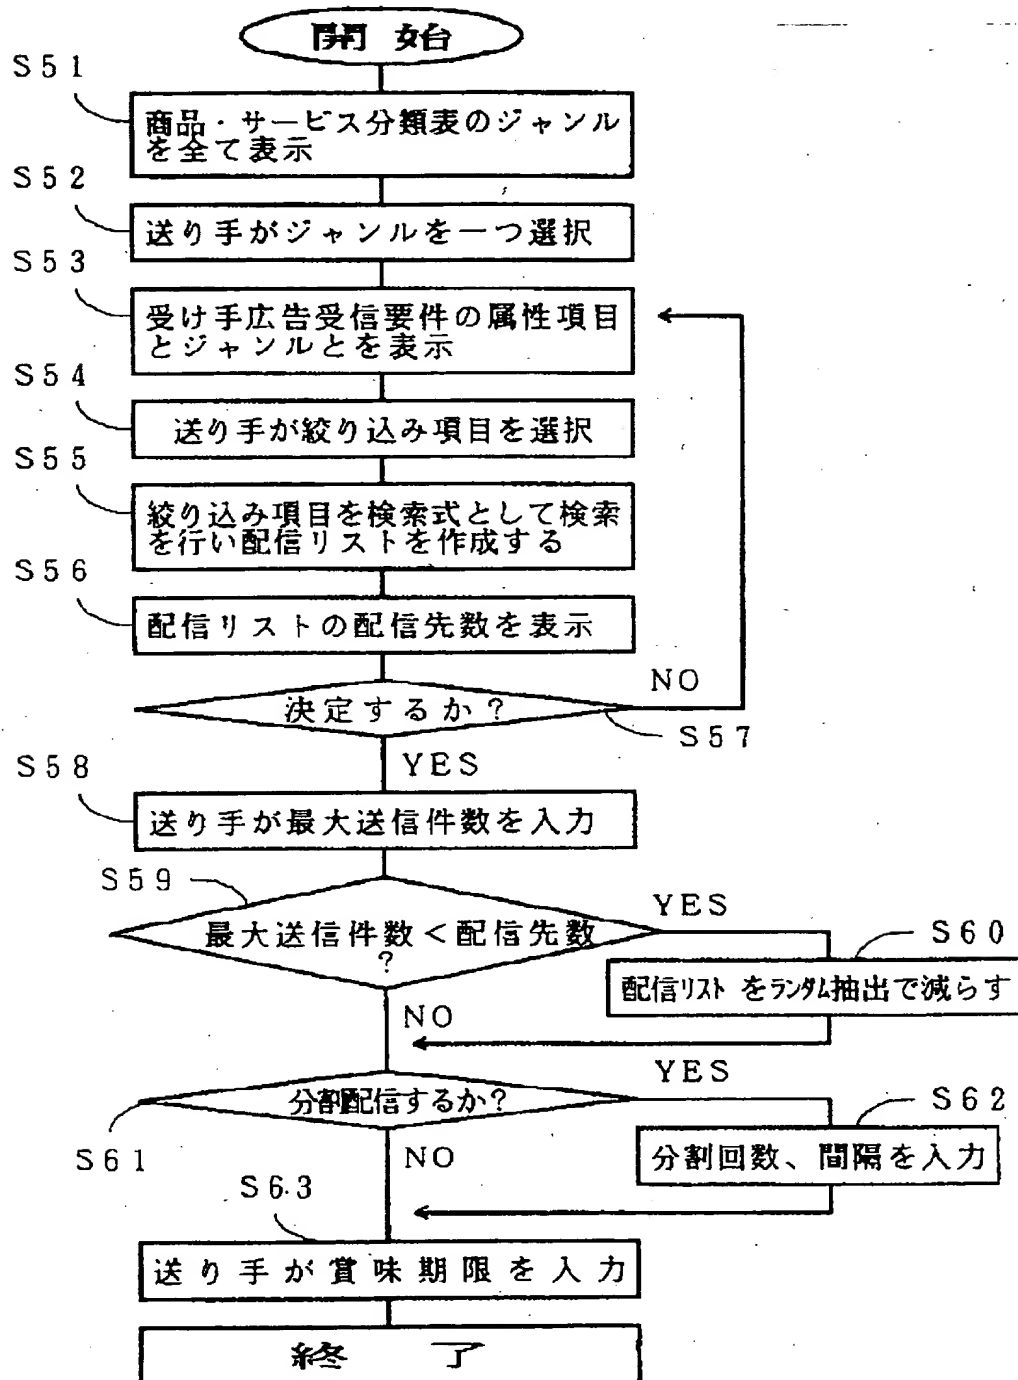 開始
S51
商品・サービス分類表のジャンル
を全て表示
S52
送り手がジャンルを一つ選択
S53
受け手広告受信要件の属性項目
とジャンルとを表示
S54
送り手が絞り込み項目を選択
S55
絞り込み項目を検索式として検索
を行い配信リストを作成する
S56
配信リストの配信先数を表示
NO
決定するか?
S57
YES
S58
送り手が最大送信件数を入力
S59
最大送信件数<配信先数
?
YES
S60
配信リストをランダム抽出で減らす
NO
分割配信するか?
YES
S61
S62
分割回数、間隔を入力
NO
S63
送り手が賞味期限を入力
終了